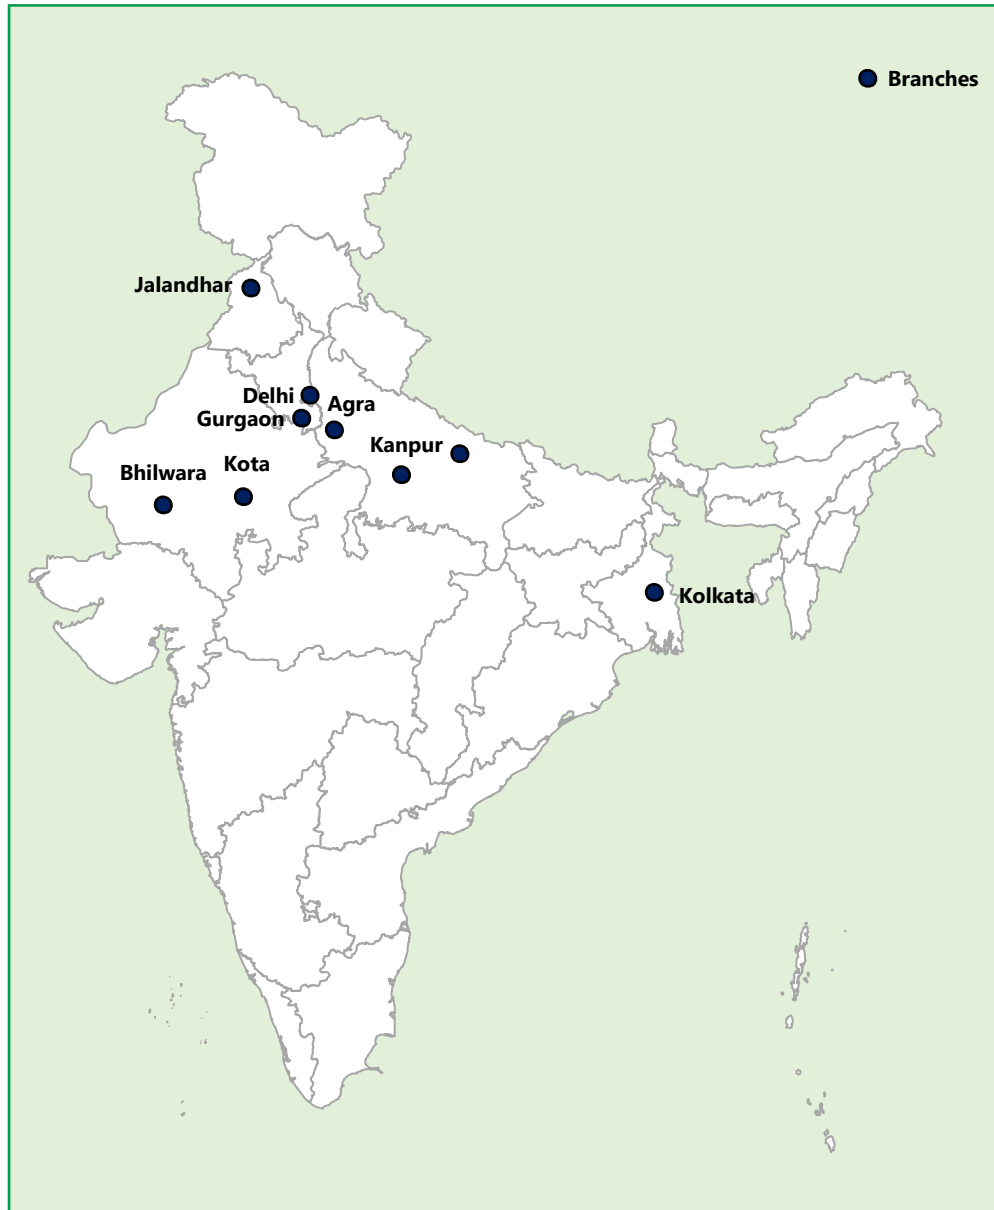 Branches
Jalandhar
Delhi
Agra
Gurgaon
Kanpur
Kota
Bhilwara
Kolkata